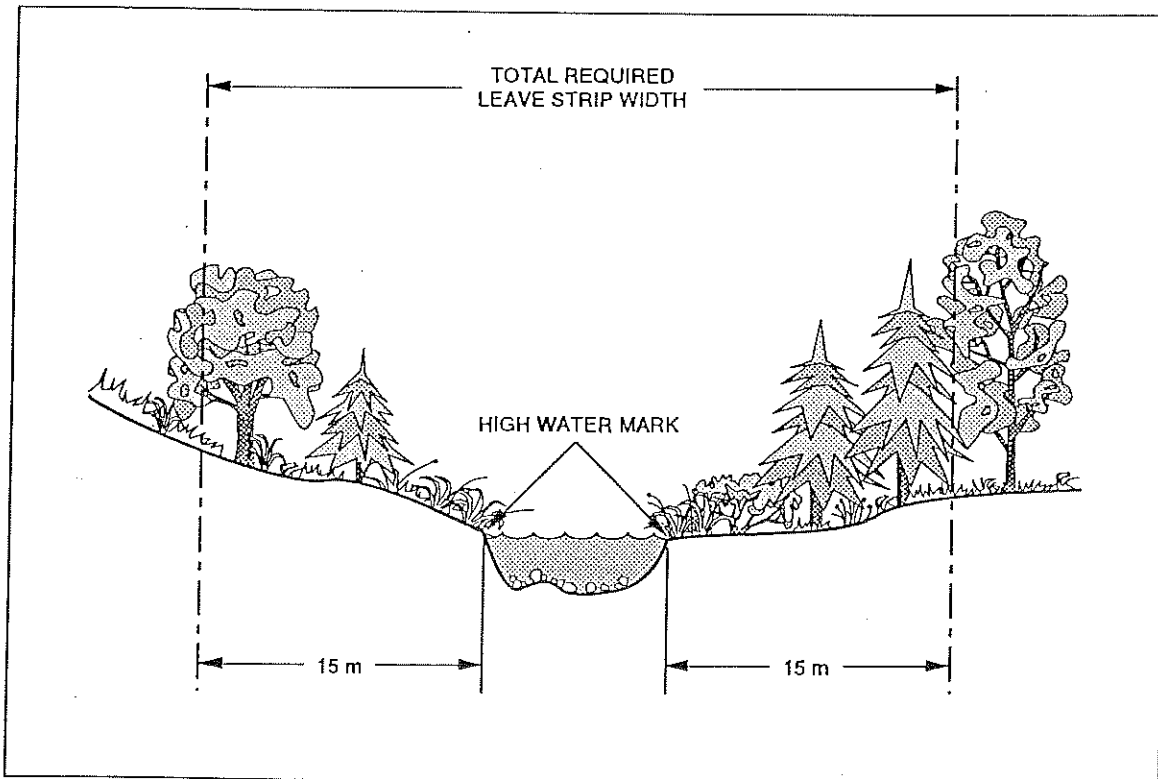 TOTAL REQUIRED
LEAVE STRIP WIDTH
HIGH WATER MARK
15 m
15 m